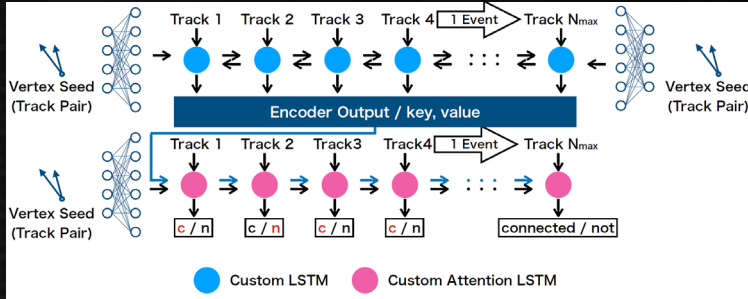 Track 1 Track 2 Track 3 Track 4 1 Event Track Nmax
Vertex Seed
(Track Pair)
Vertex Seed
(Track Pair)
Encoder Output / key, value
Track 1 Track 2 Track3 Track4 1 Event Track Nmax
Vertex Seed
(Track Pair)
c / n c / n c / n c / n connected / not
Custom LSTM Custom Attention LSTM